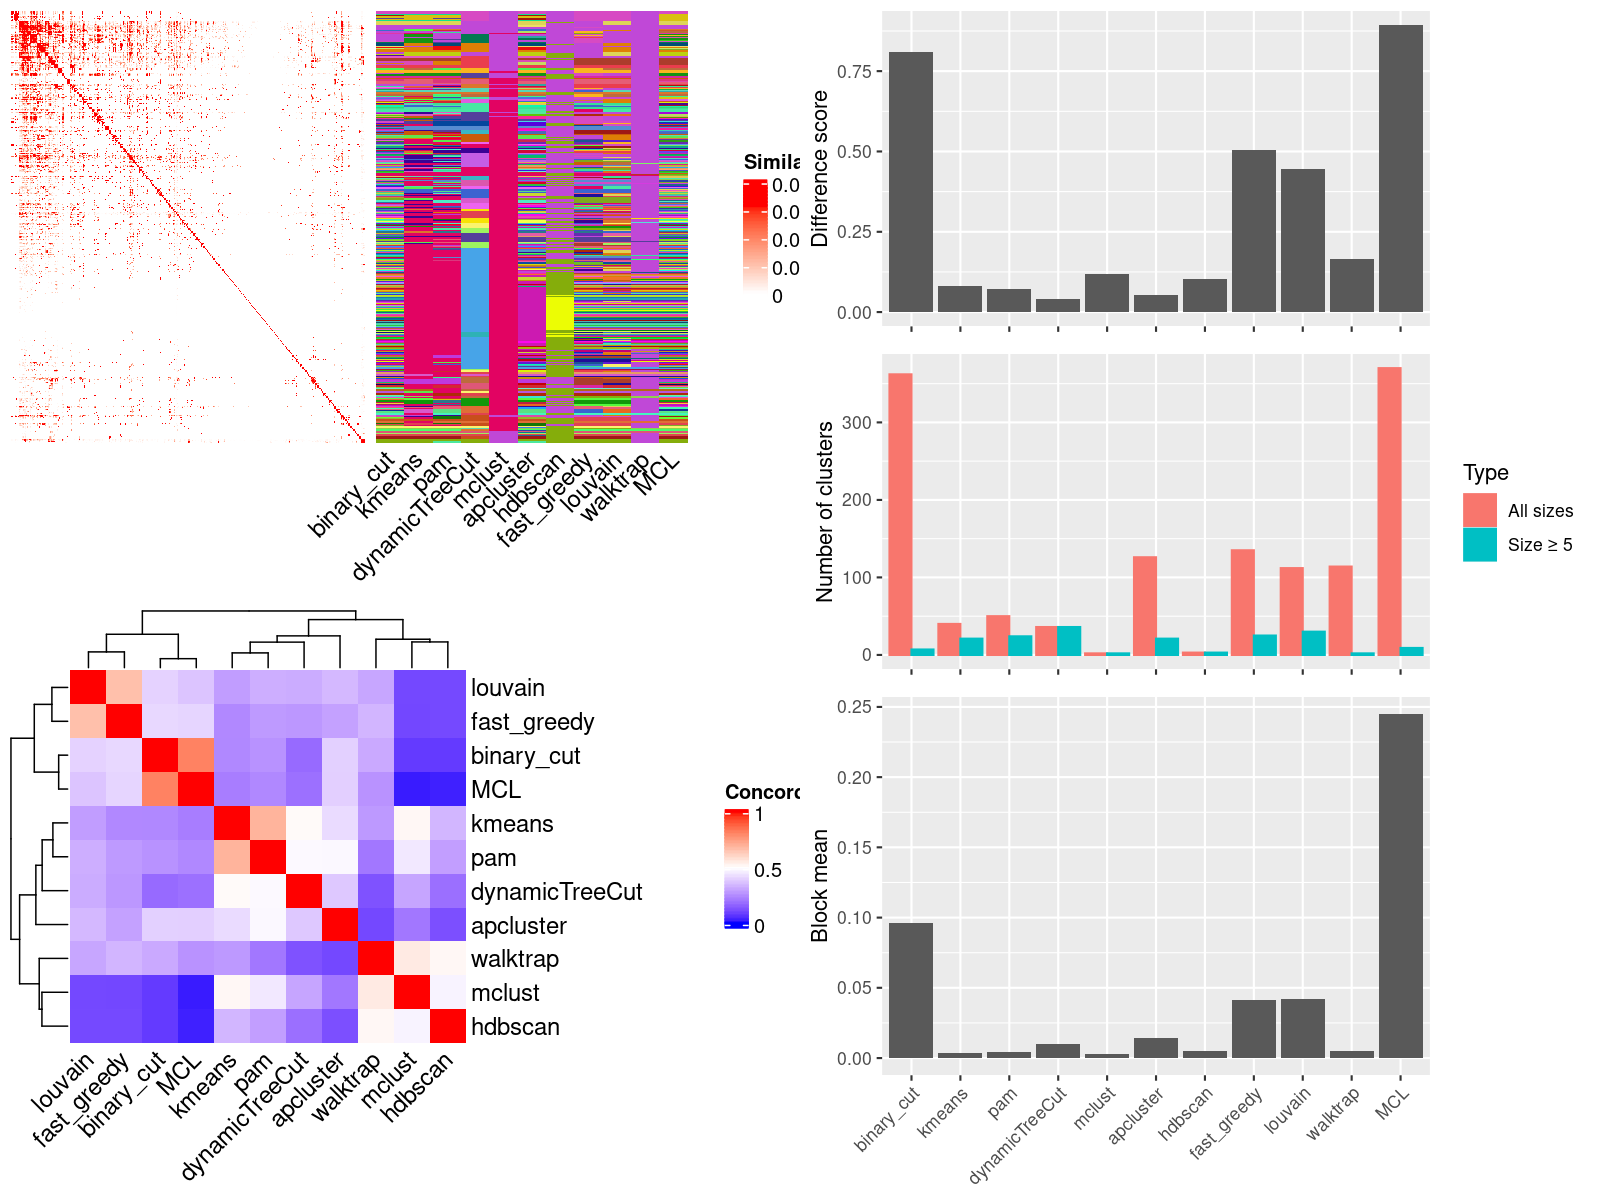 Simila
0.0
0.0
0.0
0.0
0
binary_cut
kmeans
pam
dynamicTreeCut
mclust
apcluster
hdbscan
fast_greedy
louvain
walktrap
MCL
louvain
fast_greedy
binary_cut
MCL
kmeans
pam
dynamicTreeCut
apcluster
walktrap
mclust
hdbscan
louvain
fast_greedy
binary_cut
MCL
kmeans
pam
dynamicTreeCut
apcluster
walktrap
mclust
hdbscan
Concord
1
0.5
0
Difference score
0.75
0.50
0.25
0.00
Number of clusters
300
200
100
0
Type
All sizes
Size ≥ 5
Block mean
0.25
0.20
0.15
0.10
0.05
0.00
binary_cut
kmeans
pam
dynamicTreeCut
mclust
apcluster
hdbscan
fast_greedy
louvain
walktrap
MCL